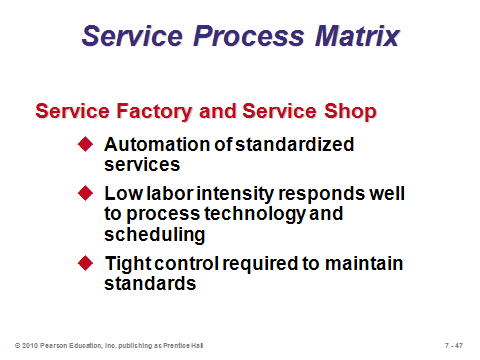 Service Process Matrix
Service Factory and Service Shop
Automation of standardized
services
Low labor intensity responds well
to process technology and
scheduling
Tight control required to maintain
standards
© 2010 Pearson Education, Inc. publishing as Prentice Hall
7 - 47